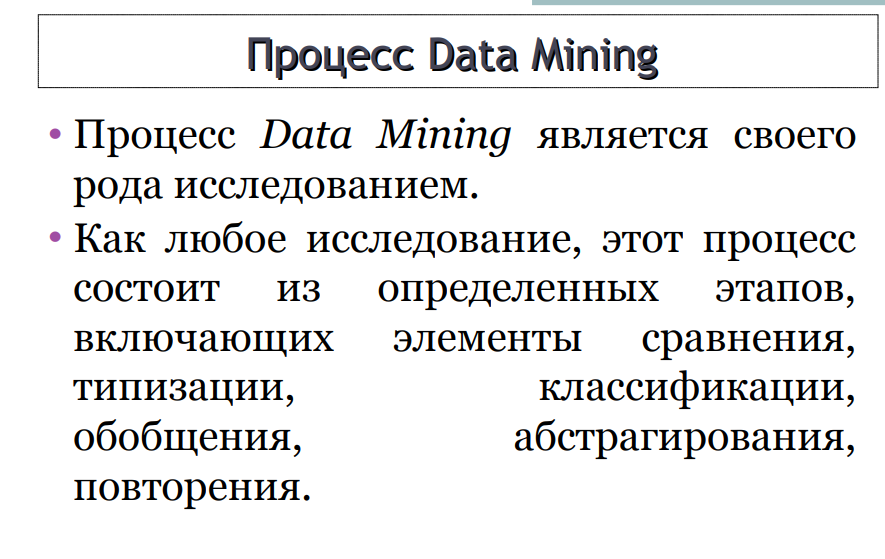 Процесс Data Mining
• Процесс Data Mining является своего
рода исследованием.
• Как любое исследование, этот процесс
состоит из определенных этапов,
включающих элементы сравнения,
типизации, классификации,
обобщения, абстрагирования,
повторения.